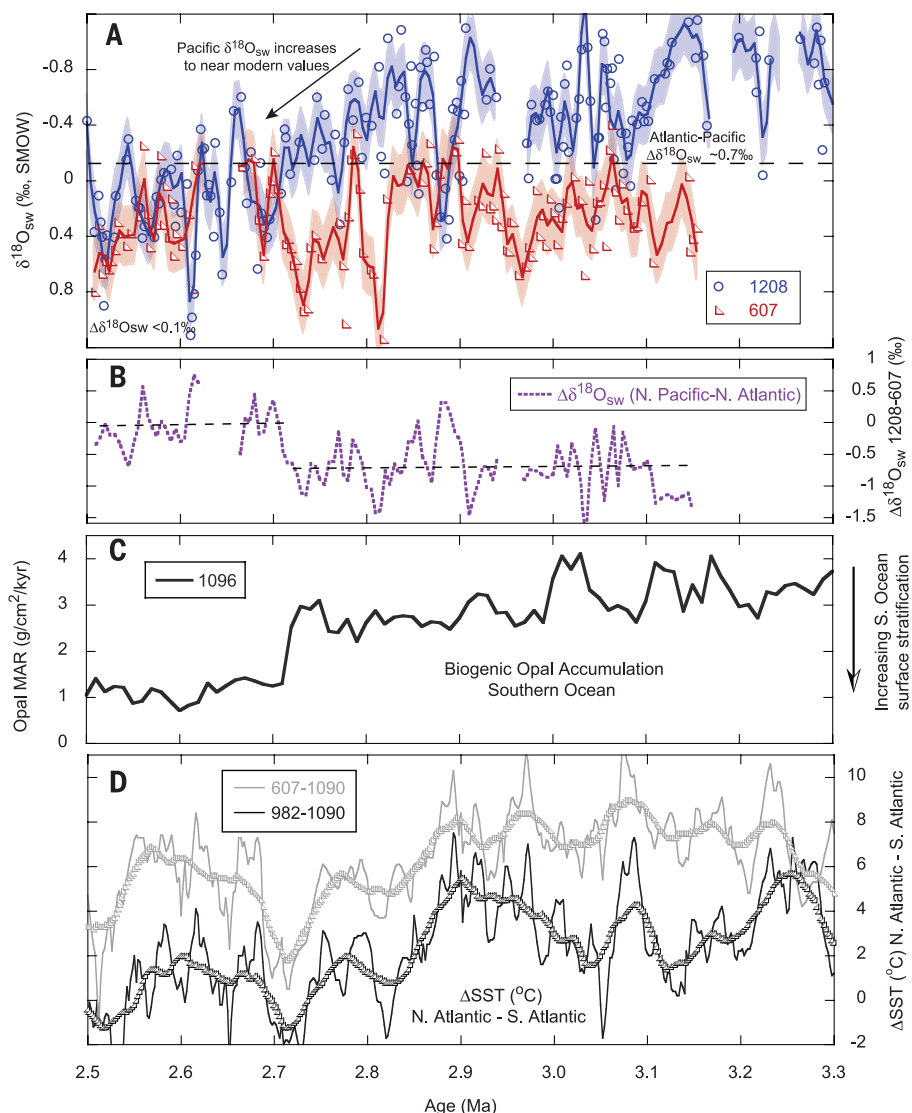 A
Pacific δ18Osw increases
to near modern values
Atlantic-Pacific
Δδ18Osw ~0.7‰
Δδ18Osw <0.1‰
1208
607
-0.8
-0.4
0
0.4
0.8
δ18Osw (‰, SMOW)
B
Δδ18Osw (N. Pacific-N. Atlantic)
1
0.5
0
-0.5
-1
-1.5
Δδ18Osw 1208-607 (‰)
C
1096
4
3
2
1
0
Opal MAR (g/cm2/kyr)
Biogenic Opal Accumulation
Southern Ocean
Increasing S. Ocean
surface stratification
D
607-1090
982-1090
10
8
6
4
2
0
-2
ΔSST (oC) N. Atlantic - S. Atlantic
ΔSST (oC)
N. Atlantic - S. Atlantic
2.5 2.6 2.7 2.8 2.9 3.0 3.1 3.2 3.3
Age (Ma)